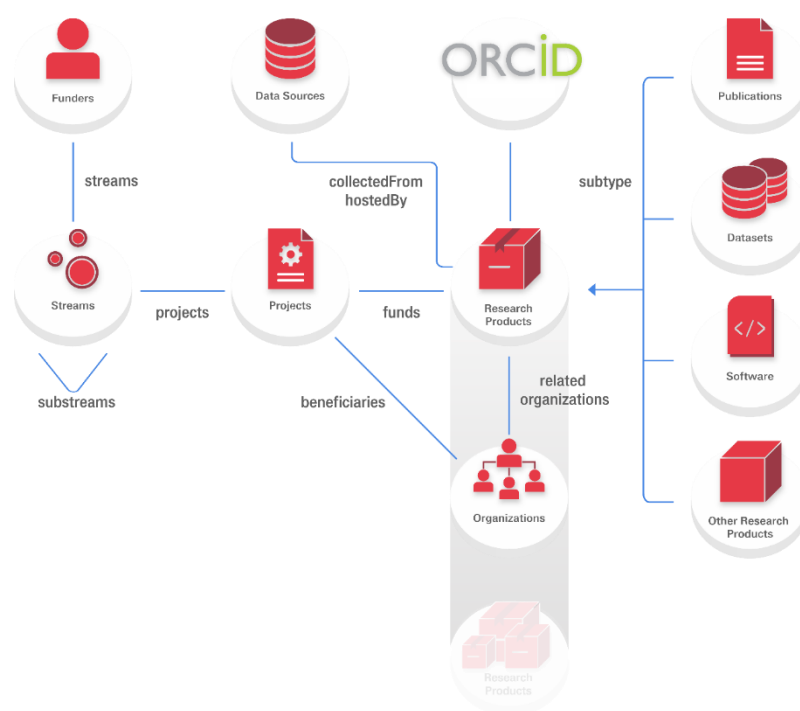 Funders
Data Sources
ORCiD
Publications
streams
collectedFrom
hostedBy
subtype
Datasets
Streams
Projects
Research
Products
projects
funds
Software
substreams
beneficiaries
related
organizations
Organizations
Other Research
Products
Research
Products